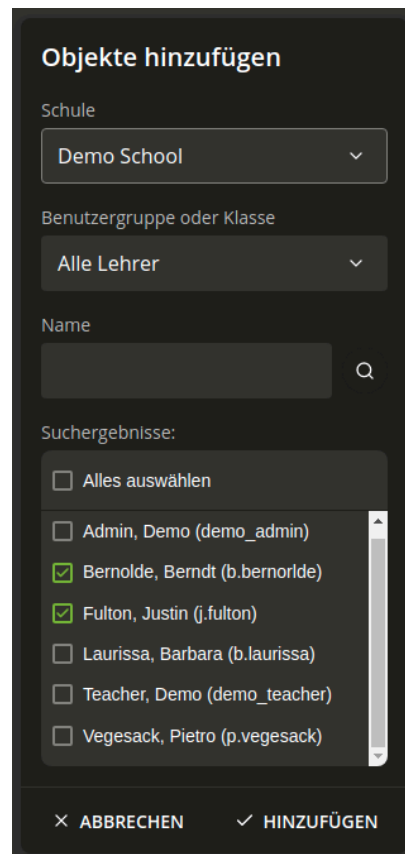 Objekte hinzufügen
Schule
Demo School
Benutzergruppe oder Klasse
Alle Lehrer
Name
Suchergebnisse:
Alles auswählen
Admin, Demo (demo_admin)
Bernolde, Berndt (b.bernorlde)
Fulton, Justin (j.fulton)
Laurissa, Barbara (b.laurissa)
Teacher, Demo (demo_teacher)
Vegesack, Pietro (p.vegesack)
ABBRECHEN HINZUFÜGEN